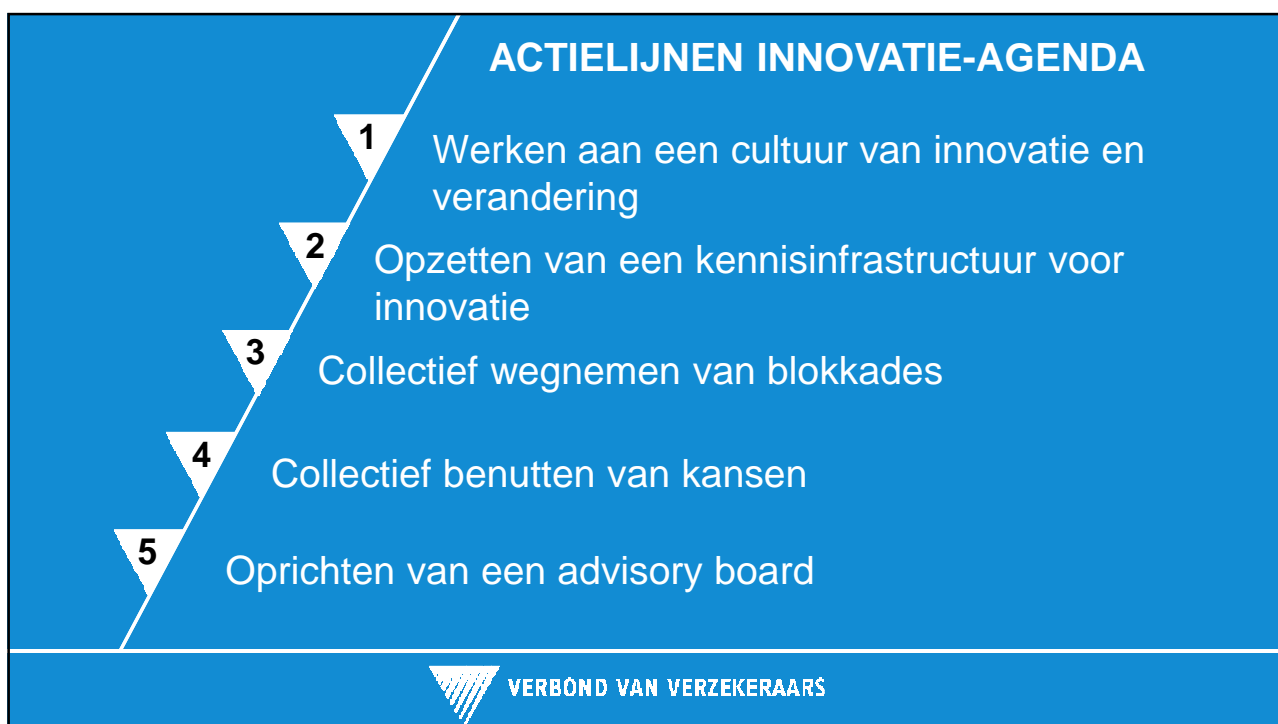 ACTIELIJNEN INNOVATIE-AGENDA
1
Werken aan een cultuur van innovatie en
verandering
2
Opzetten van een kennisinfrastructuur voor
innovatie
3
Collectief wegnemen van blokkades
4
Collectief benutten van kansen
5
Oprichten van een advisory board
VERBOND VAN VERZEKERAARS